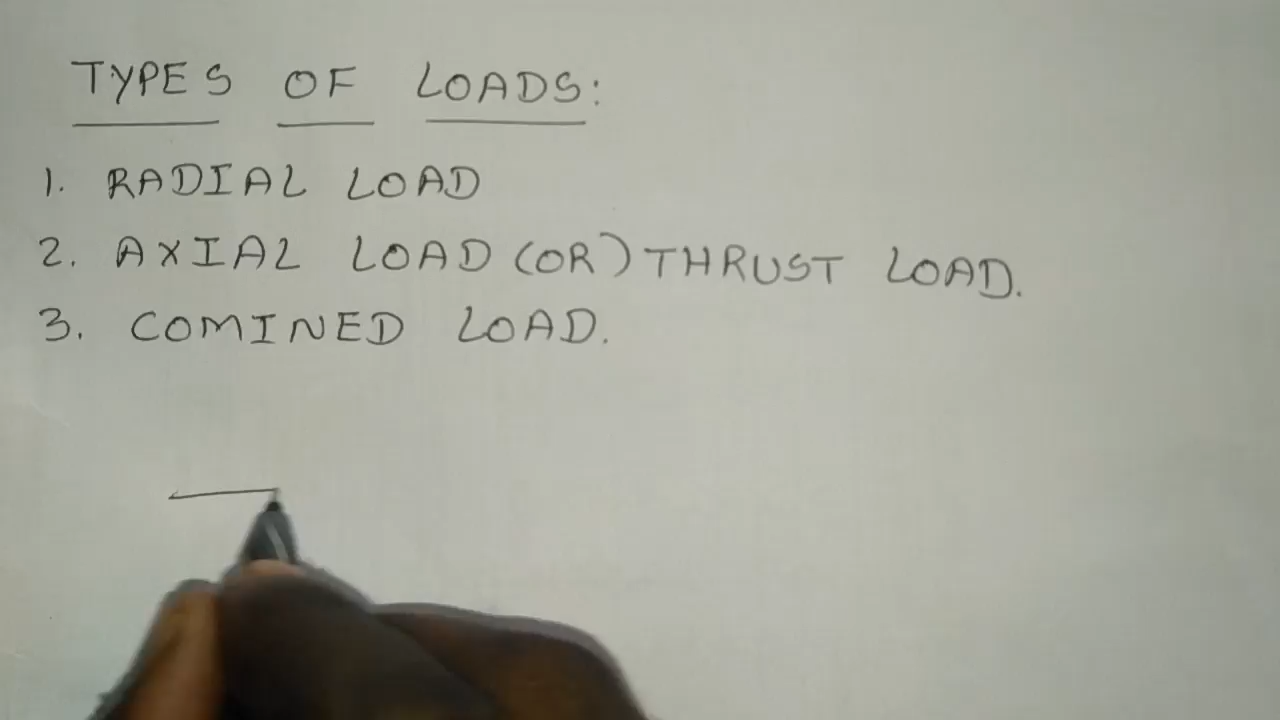 TYPES OF LOADS:
1. RADIAL LOAD
2. AXIAL LOAD (OR) THRUST LOAD.
3. COMINED LOAD.